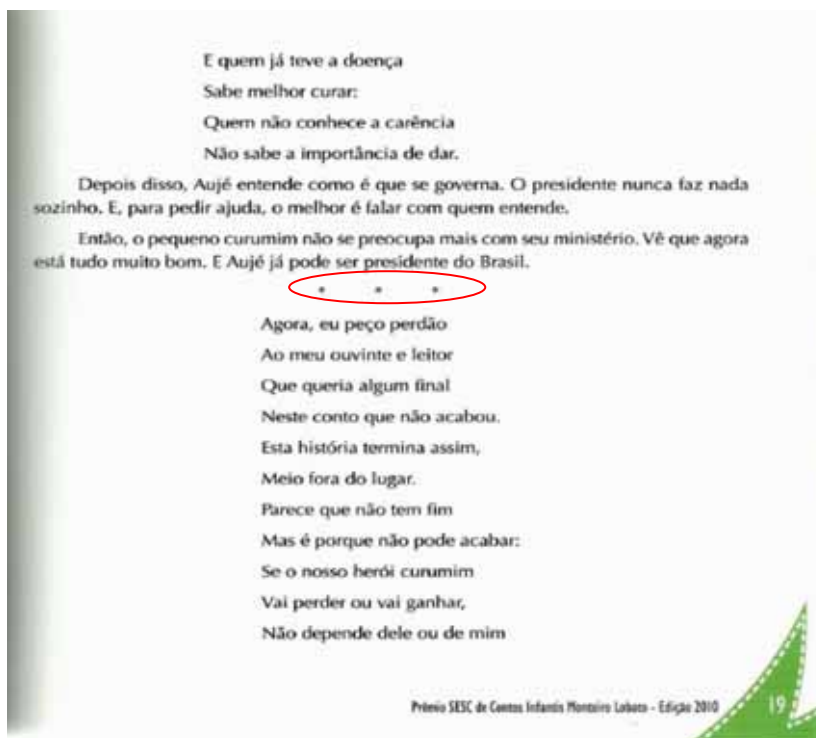 E quem já teve a doença
Sabe melhor curar:
Quem não conhece a carência
Não sabe a importância de dar.
Depois disso, Aujé entende como é que se governa. O presidente nunca faz nada
sozinho. E, para pedir ajuda, o melhor é falar com quem entende.
Então, o pequeno curumim não se preocupa mais com seu ministério. Vê que agora
está tudo muito bom. E Aujé já pode ser presidente do Brasil.
* * *
Agora, eu peço perdão
Ao meu ouvinte e leitor
Que queria algum final
Neste conto que não acabou.
Esta história termina assim,
Meio fora do lugar.
Parece que não tem fim
Mas é porque não pode acabar:
Se o nosso herói curumim
Vai perder ou vai ganhar,
Não depende dele ou de mim
Prêmio SESC de Contos Infantis Monteiro Lobato - Edição 2010
19